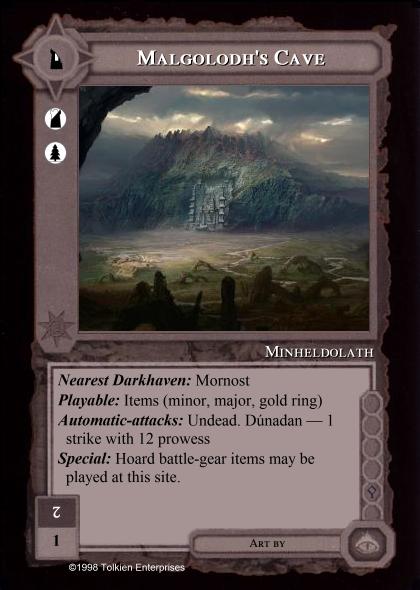 Malgolodh's Cave
Minheldolath
Nearest Darkhaven: Mornost
Playable: Items (minor, major, gold ring)
Automatic-attacks: Undead. Dúnadan — 1
strike with 12 prowess
Special: Hoard battle-gear items may be
played at this site.
2
1
Art by
©1998 Tolkien Enterprises